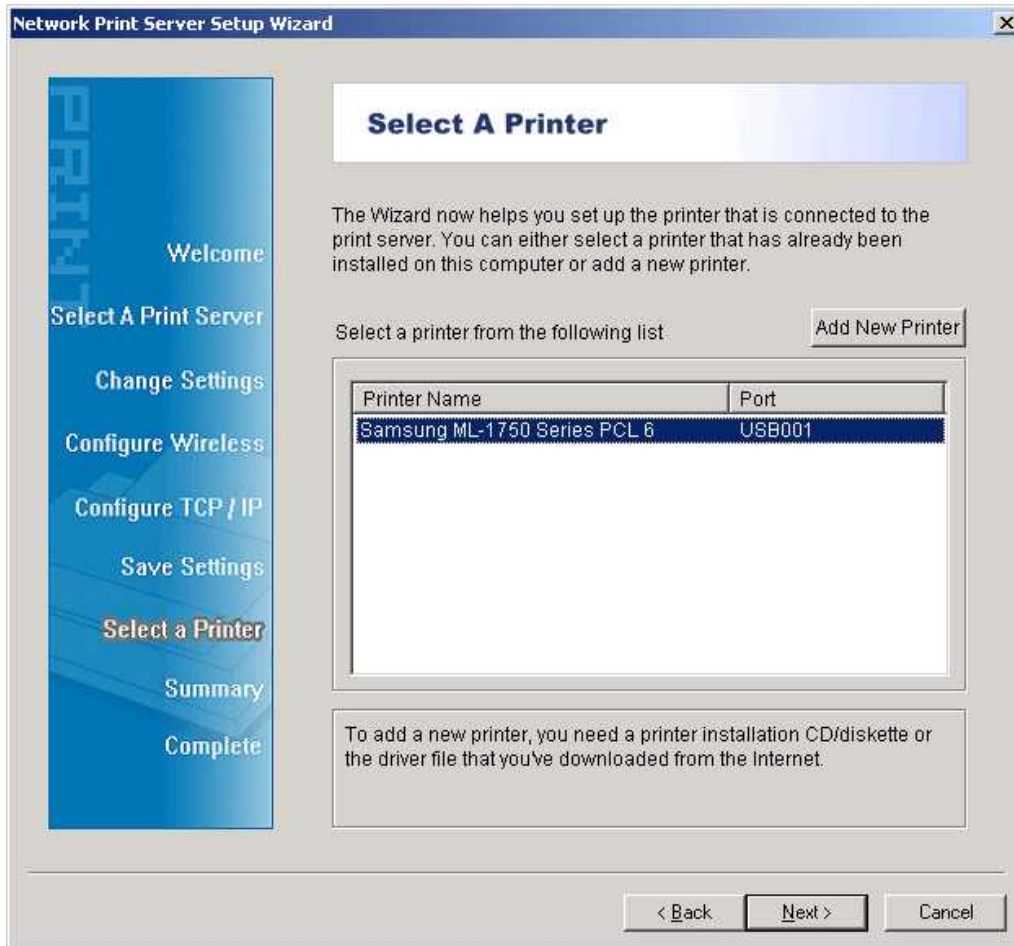 Network Print Server Setup Wizard
PRINT
Welcome
Select A Print Server
Change Settings
Configure Wireless
Configure TCP / IP
Save Settings
Select a Printer
Summary
Complete
Select A Printer
The Wizard now helps you set up the printer that is connected to the
print server. You can either select a printer that has already been
installed on this computer or add a new printer.
Select a printer from the following list
Add New Printer
Printer Name Port
Samsung ML-1750 Series PCL 6 USB001
To add a new printer, you need a printer installation CD/diskette or
the driver file that you've downloaded from the Internet.
< Back Next > Cancel